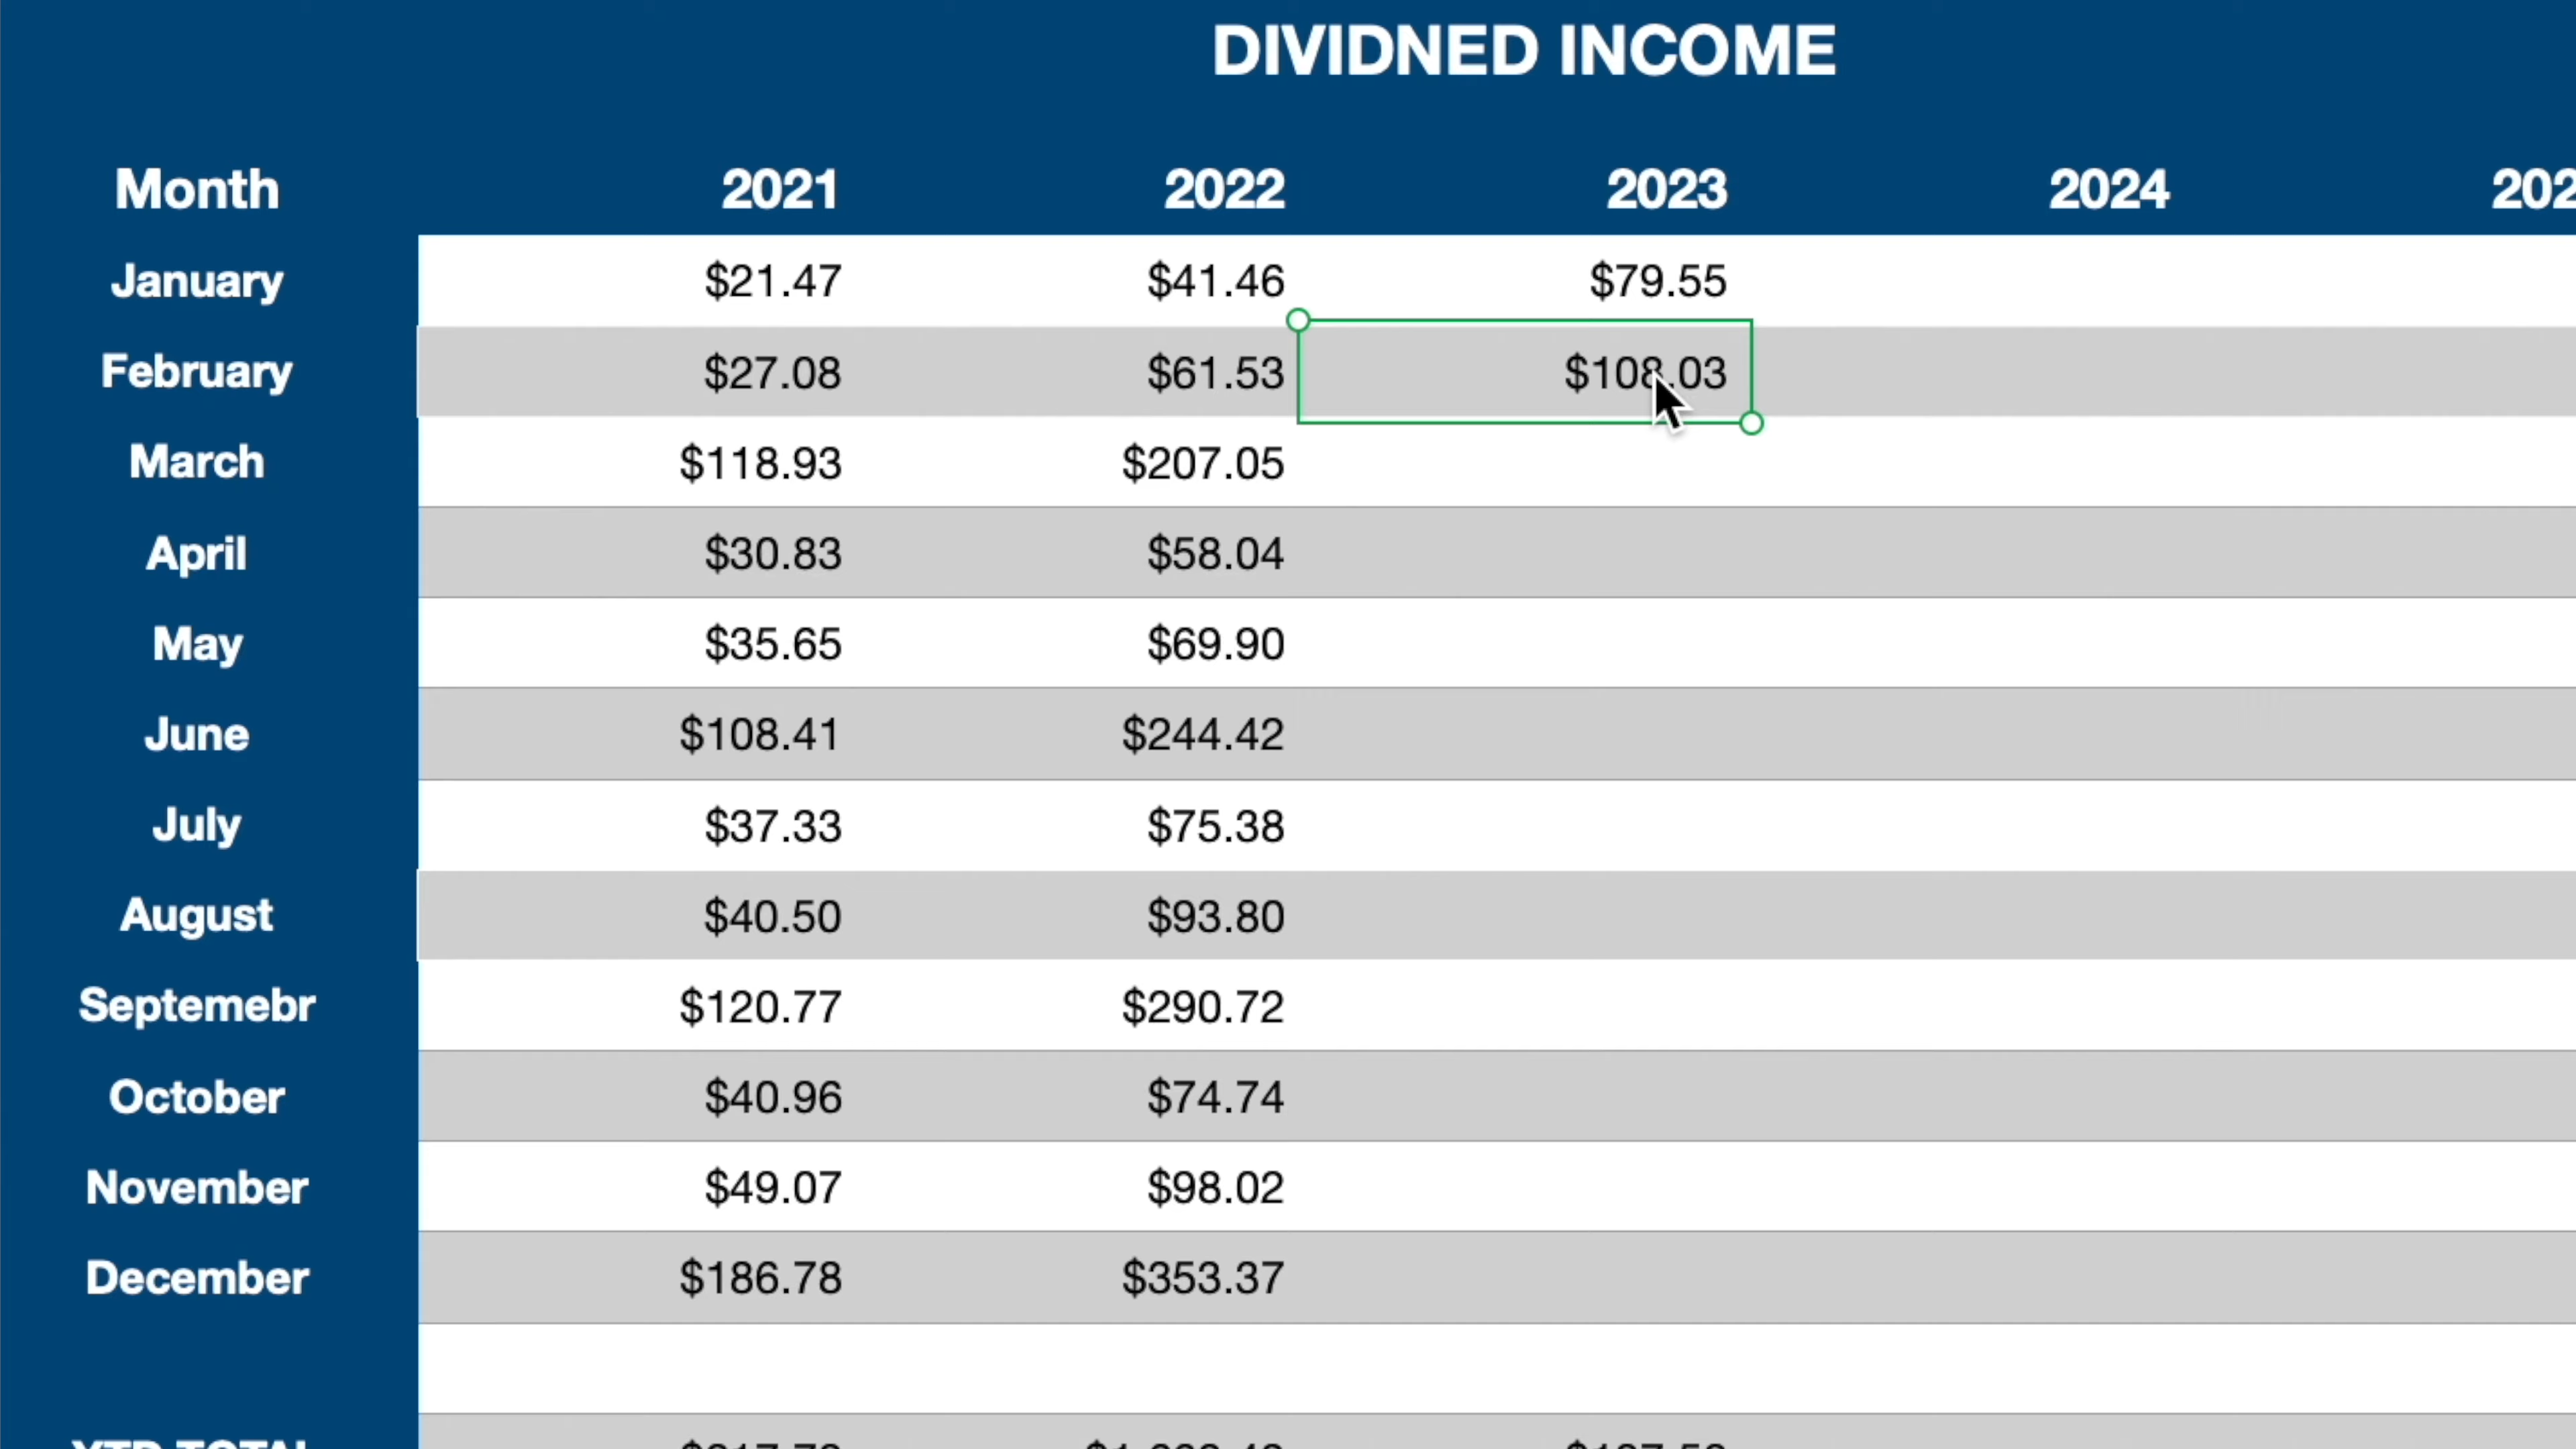 DIVIDNED INCOME
Month 2021 2022 2023 2024
January $21.47 $41.46 $79.55
February $27.08 $61.53 $108.03
March $118.93 $207.05
April $30.83 $58.04
May $35.65 $69.90
June $108.41 $244.42
July $37.33 $75.38
August $40.50 $93.80
Septemebr $120.77 $290.72
October $40.96 $74.74
November $49.07 $98.02
December $186.78 $353.37
YTD TOTAL